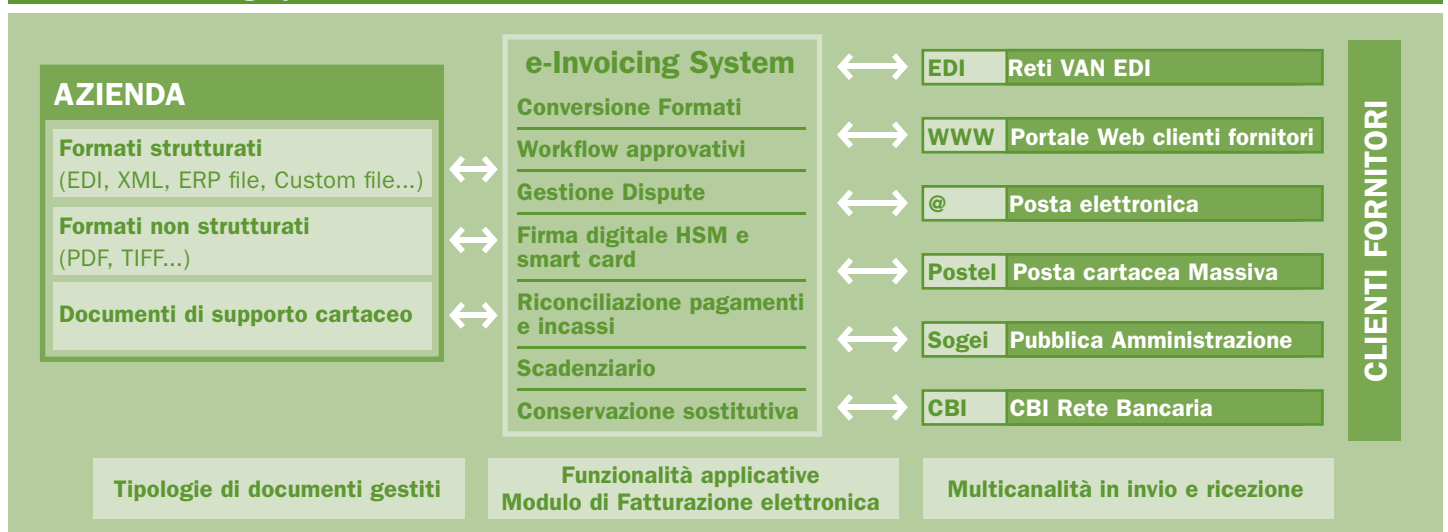 AZIENDA
Formati strutturati
(EDI, XML, ERP file, Custom file...)
Formati non strutturati
(PDF, TIFF...)
Documenti di supporto cartaceo
e-Invoicing System
Conversione Formati
Workflow approvativi
Gestione Dispute
Firma digitale HSM e
smart card
Riconciliazione pagamenti
e incassi
Scadenziario
Conservazione sostitutiva
EDI Reti VAN EDI
WWW Portale Web clienti fornitori
@ Posta elettronica
Postel Posta cartacea Massiva
Sogei Pubblica Amministrazione
CBI CBI Rete Bancaria
CLIENTI FORNITORI
Tipologie di documenti gestiti
Funzionalità applicative
Modulo di Fatturazione elettronica
Multicanalità in invio e ricezione